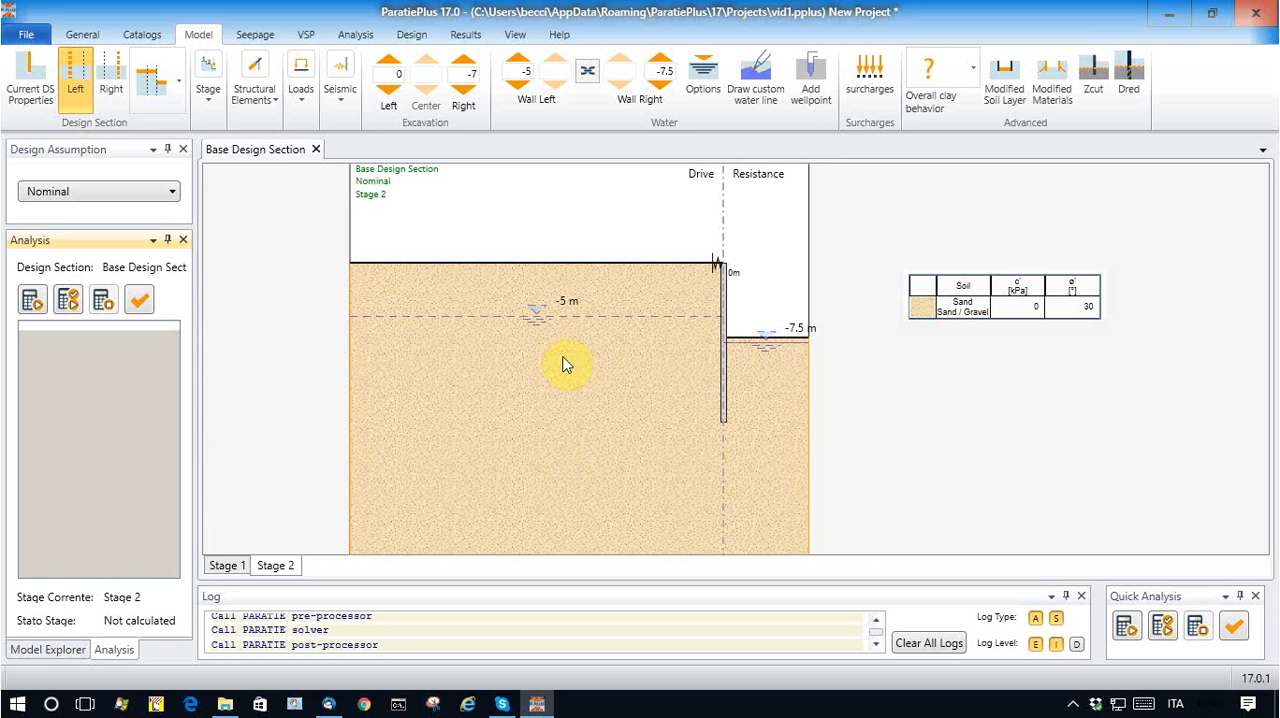 ParatiePlus 17.0 - (C:\Users\becci\AppData\Roaming\ParatiePlus\17\Projects\vid1.pplus) New Project *
File General Catalogs Model Seepage VSP Analysis Design Results View Help
Current DS Properties
Left
Right
Design Section
Stage
Structural Elements
Loads
Seismic
0
-7
Left Center Right
Excavation
-5
-7.5
Wall Left
Wall Right
Options
Draw custom water line
Add wellpoint
Water
surcharges
Surcharges
?
Overall clay behavior
Modified Soil Layer
Modified Materials
Zcut
Dred
Advanced
Design Assumption
Nominal
Analysis
Design Section: Base Design Sect
Stage Corrente: Stage 2
Stato Stage: Not calculated
Model Explorer Analysis
Base Design Section
Base Design Section
Nominal
Stage 2
Drive
Resistance
0m
-5 m
-7.5 m
Soil c' [kPa] ø' [°]
Sand Sand / Gravel 0 30
Stage 1 Stage 2
Log
Call PARATIE pre-processor
Call PARATIE solver
Call PARATIE post-processor
Clear All Logs
Log Type: A S
Log Level: E I D
Quick Analysis
17.0.1
ITA